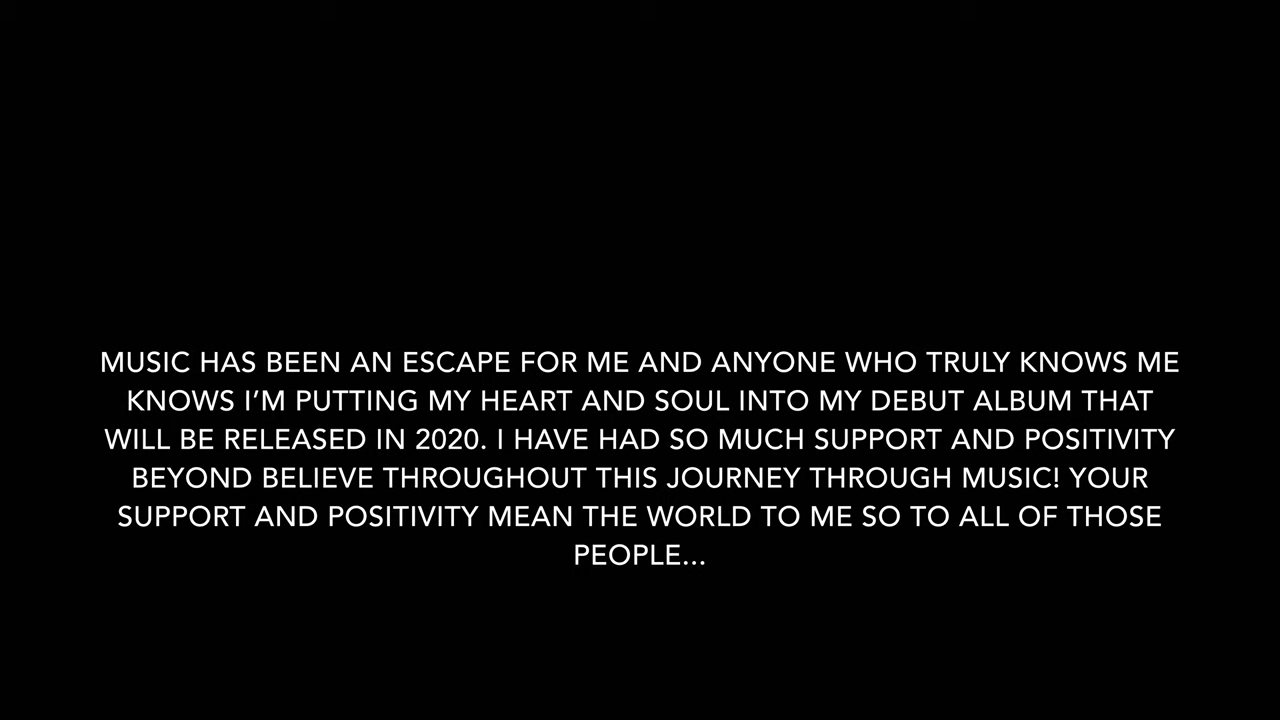 MUSIC HAS BEEN AN ESCAPE FOR ME AND ANYONE WHO TRULY KNOWS ME
KNOWS I’M PUTTING MY HEART AND SOUL INTO MY DEBUT ALBUM THAT
WILL BE RELEASED IN 2020. I HAVE HAD SO MUCH SUPPORT AND POSITIVITY
BEYOND BELIEVE THROUGHOUT THIS JOURNEY THROUGH MUSIC! YOUR
SUPPORT AND POSITIVITY MEAN THE WORLD TO ME SO TO ALL OF THOSE
PEOPLE...